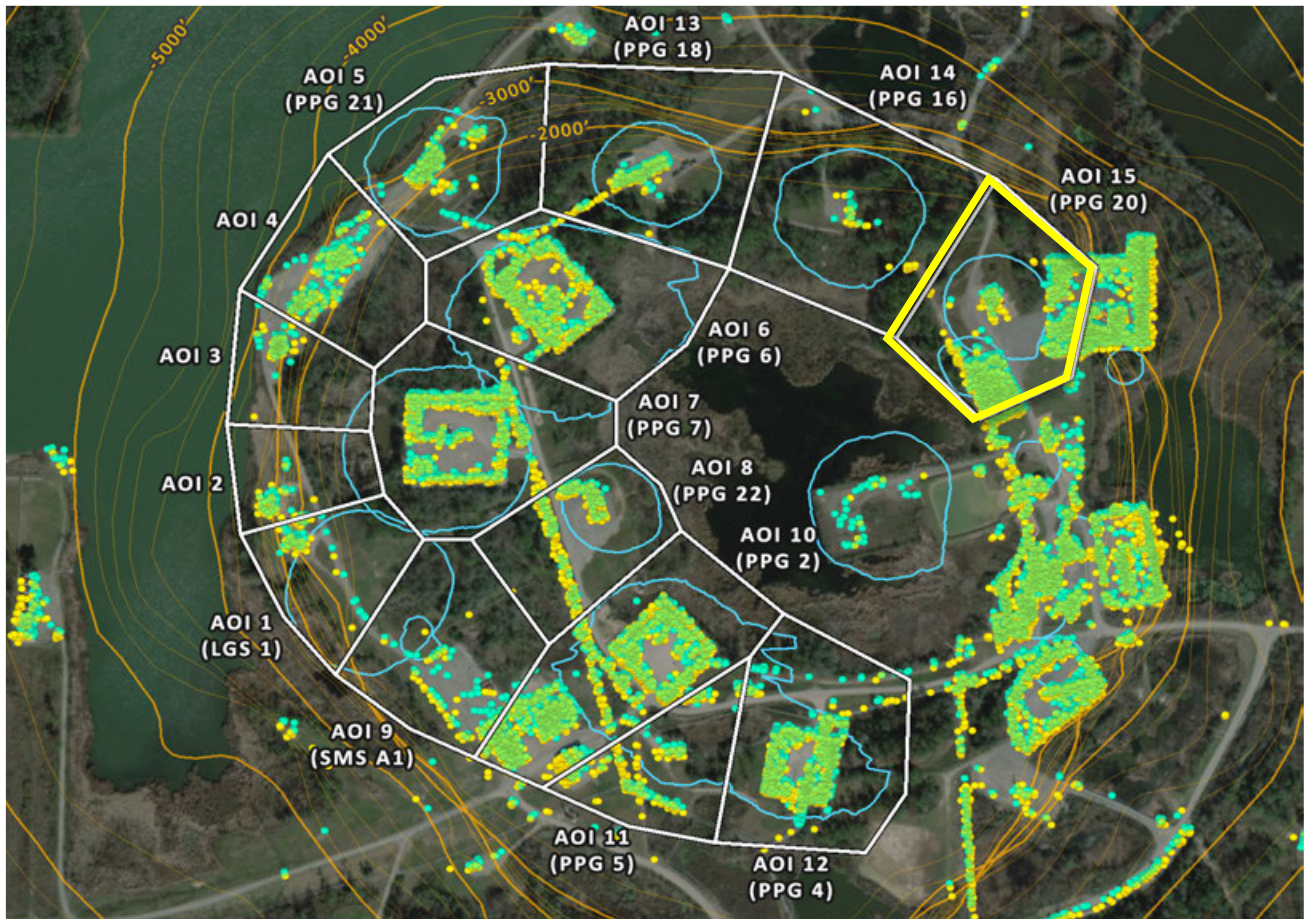 AOI 13
(PPG 18)
-5000'
-4000'
AOI 5
(PPG 21)
AOI 14
(PPG 16)
-3000'
-2000'
AOI 15
(PPG 20)
AOI 4
AOI 3
AOI 6
(PPG 6)
AOI 7
(PPG 7)
AOI 8
(PPG 22)
AOI 2
AOI 10
(PPG 2)
AOI 1
(LGS 1)
AOI 9
(SMS A1)
AOI 11
(PPG 5)
AOI 12
(PPG 4)